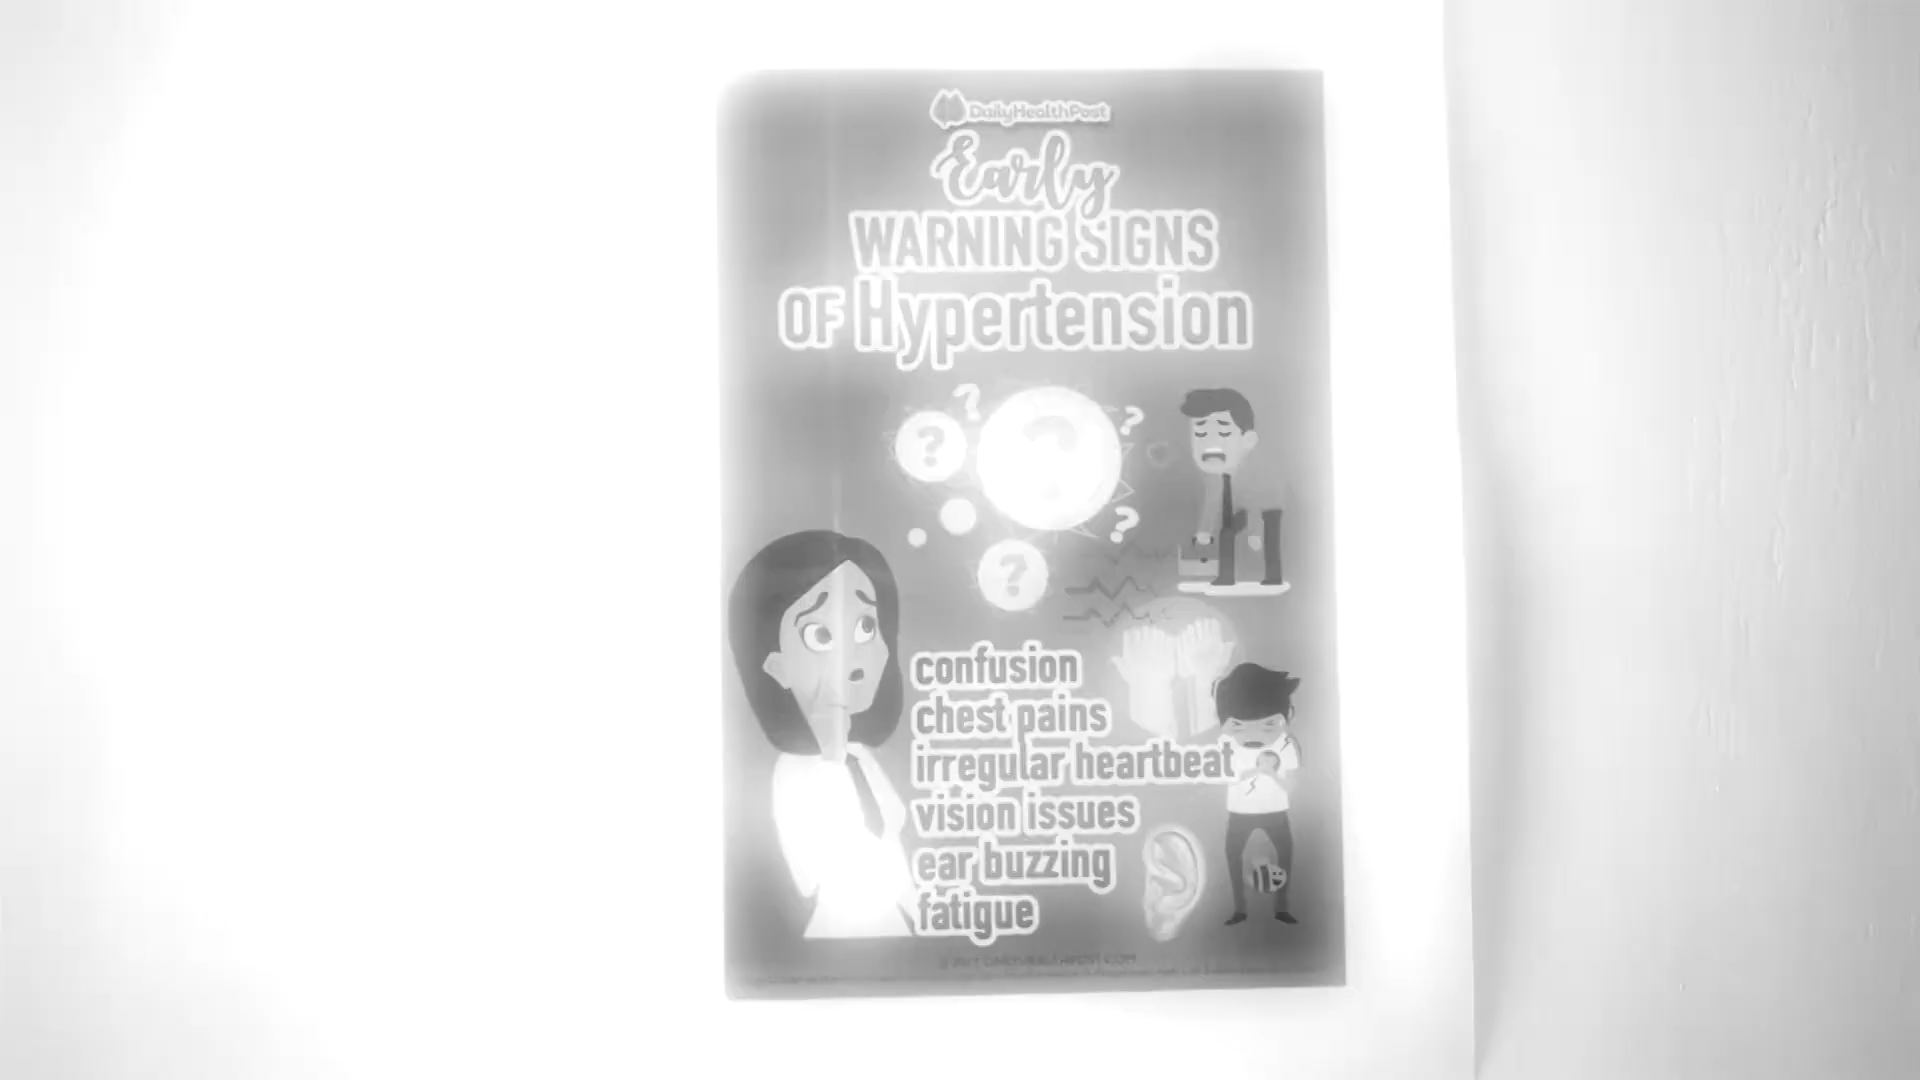 DailyHealthPost
Early
WARNING SIGNS
OF Hypertension
?
?
?
?
?
?
confusion
chest pains
irregular heartbeat
vision issues
ear buzzing
fatigue